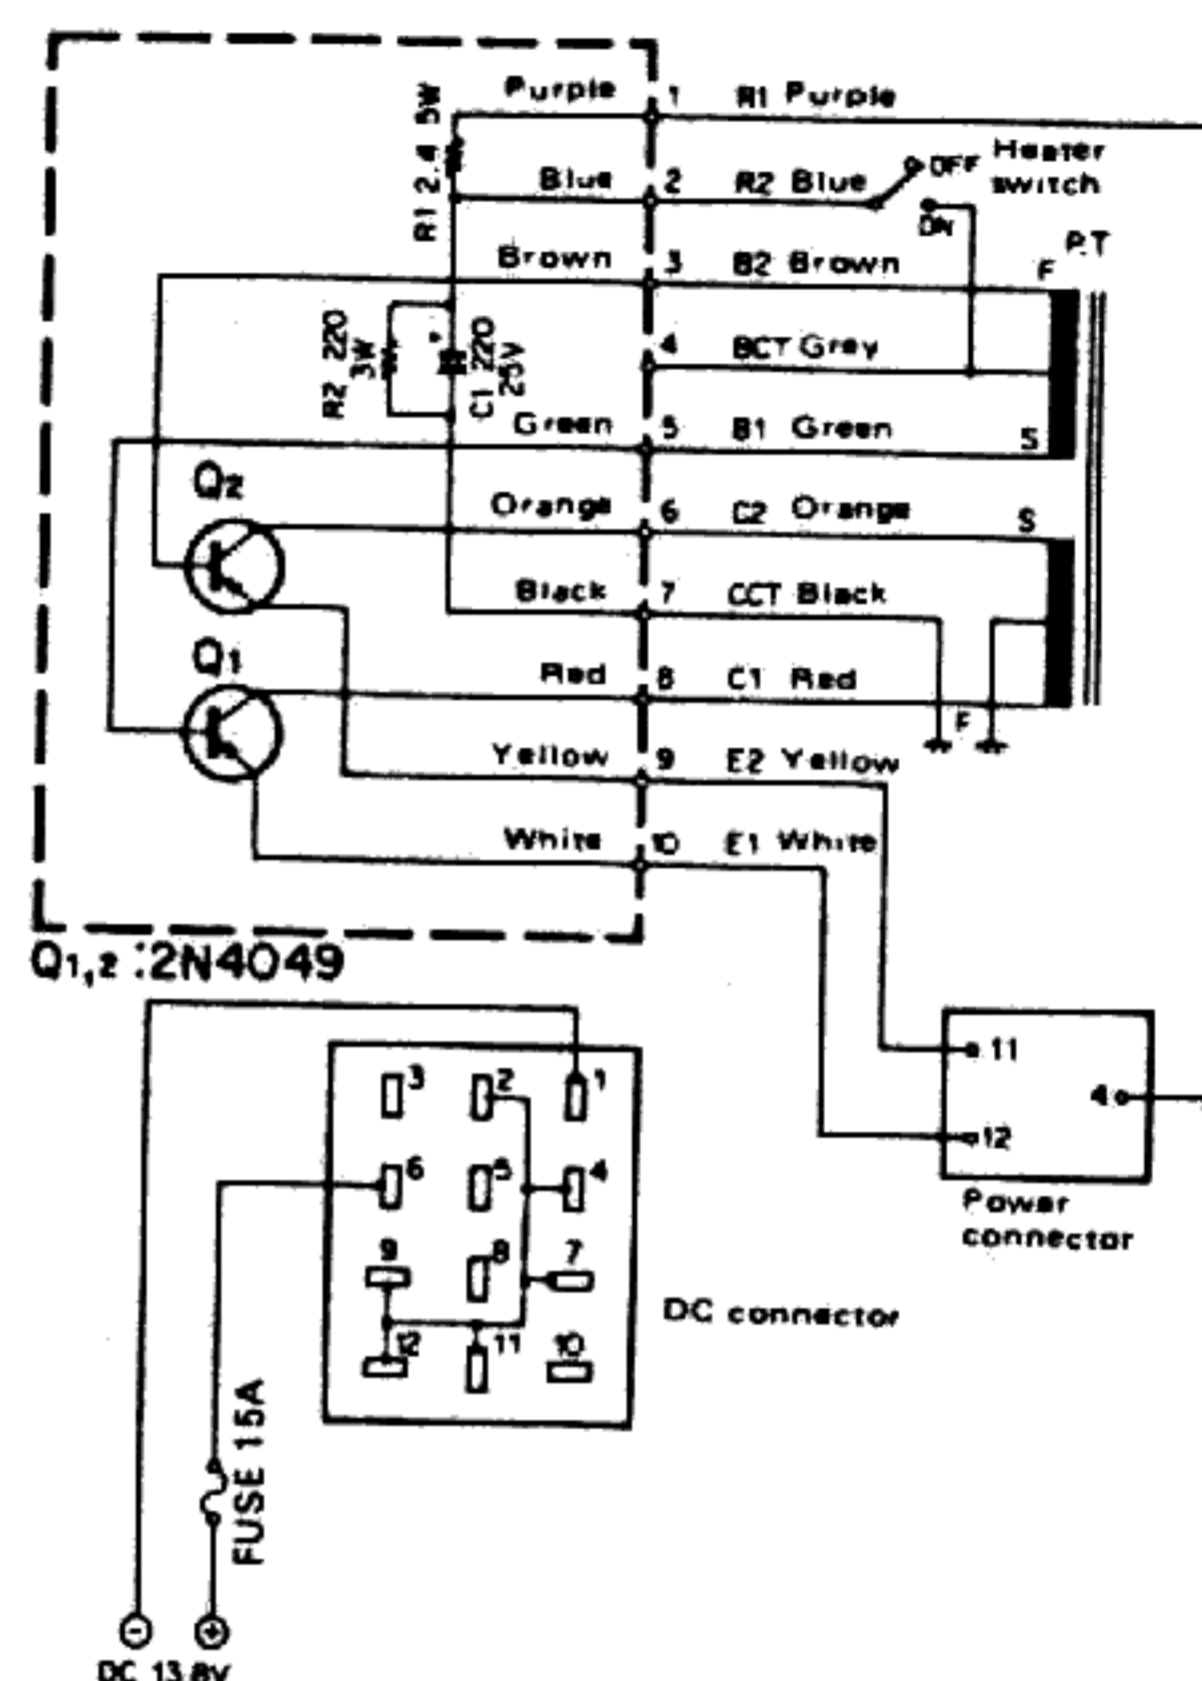 Purple 1 R1 Purple
R1 2.4 5W
Blue 2 R2 Blue
OFF Heater
switch
ON
P.T
Brown 3 B2 Brown F
R2 220
3W
C1 220
25V
+
4 BCT Grey
Green 5 B1 Green S
Q2
Orange 6 C2 Orange S
Black 7 CCT Black
Q1
Red 8 C1 Red
F
Yellow 9 E2 Yellow
White 10 E1 White
Q1,2 :2N4049
11
4
12
Power
connector
3 2 1
6 5 4
9 8 7
12 11 10
DC connector
FUSE 15A
- +
DC 13.8V